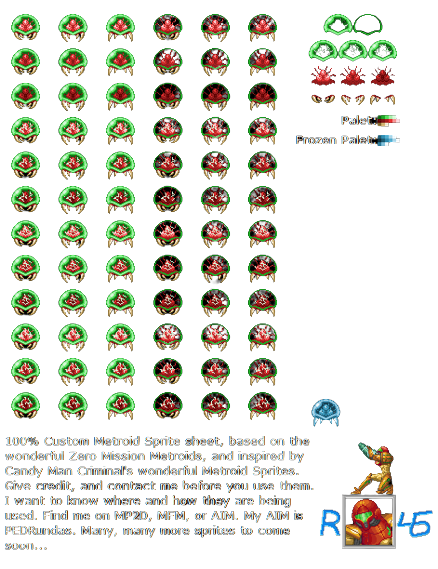 Palette
Frozen Palette
100% Custom Metroid Sprite sheet, based on the
wonderful Zero Mission Metroids, and inspired by
Candy Man Criminal's wonderful Metroid Sprites.
Give credit, and contact me before you use them.
I want to know where and how they are being
used. Find me on MP2D, MFM, or AIM. My AIM is
PEDRundas. Many, many more sprites to come
soon...